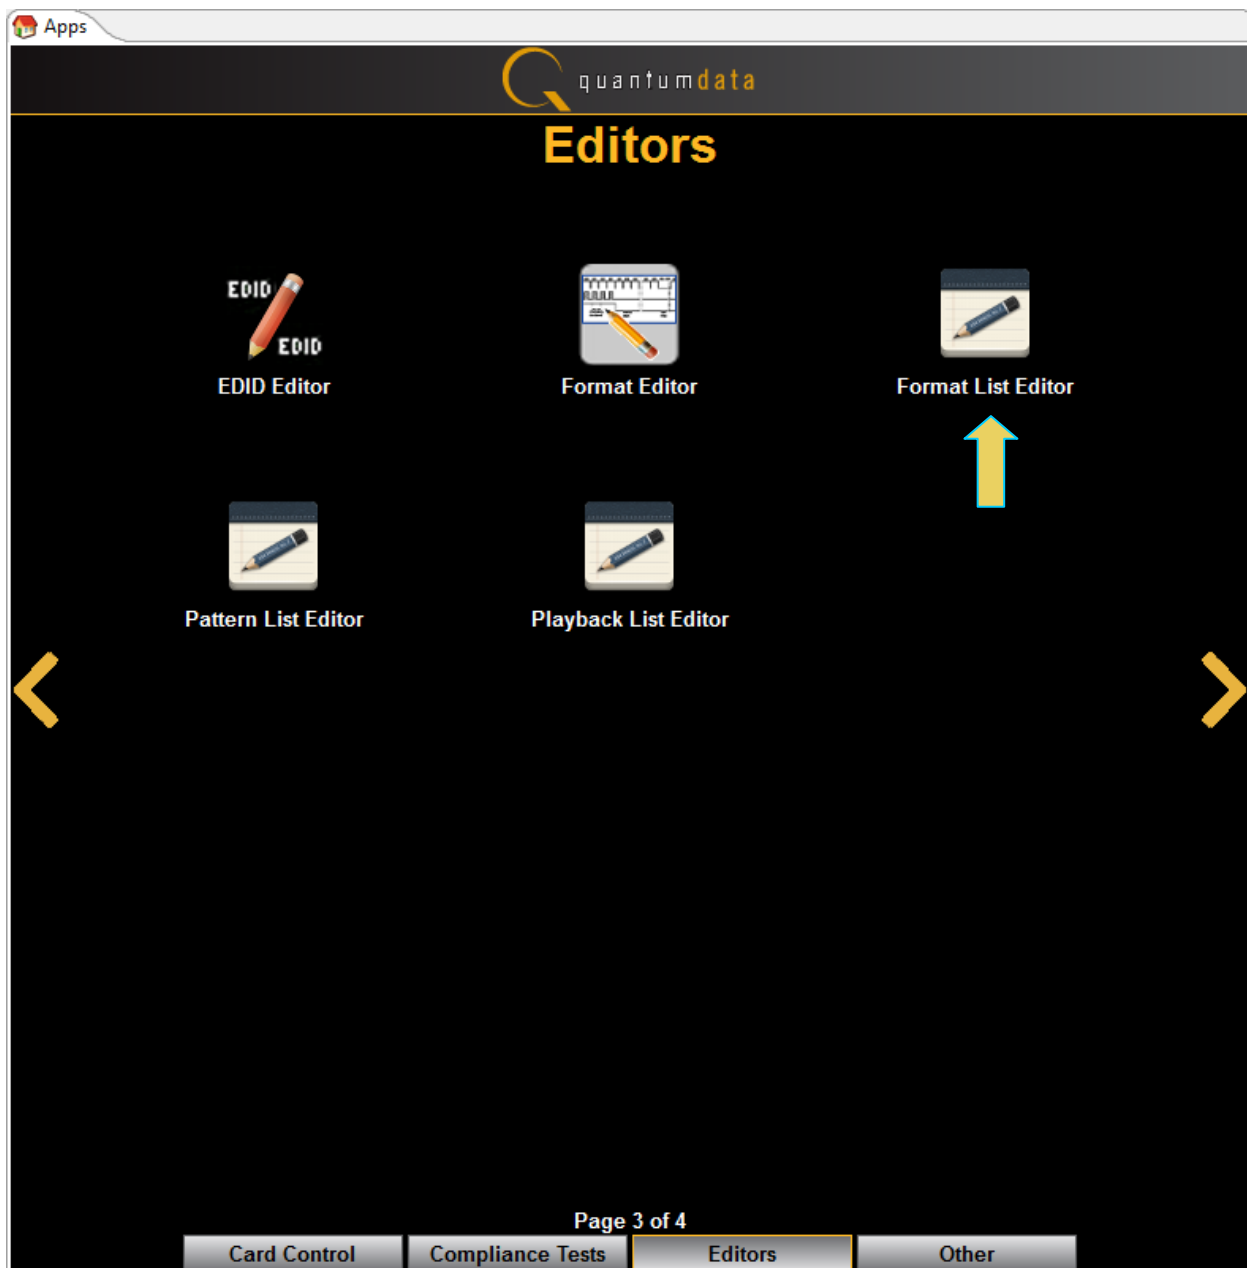 Apps
quantumdata
Editors
EDID
EDID
EDID Editor
Format Editor
Format List Editor
Pattern List Editor
Playback List Editor
Page 3 of 4
Card Control
Compliance Tests
Editors
Other